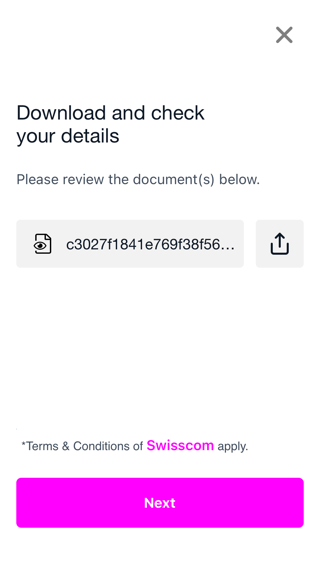 Download and check
your details
Please review the document(s) below.
c3027f1841e769f38f56...
*Terms & Conditions of Swisscom apply.
Next